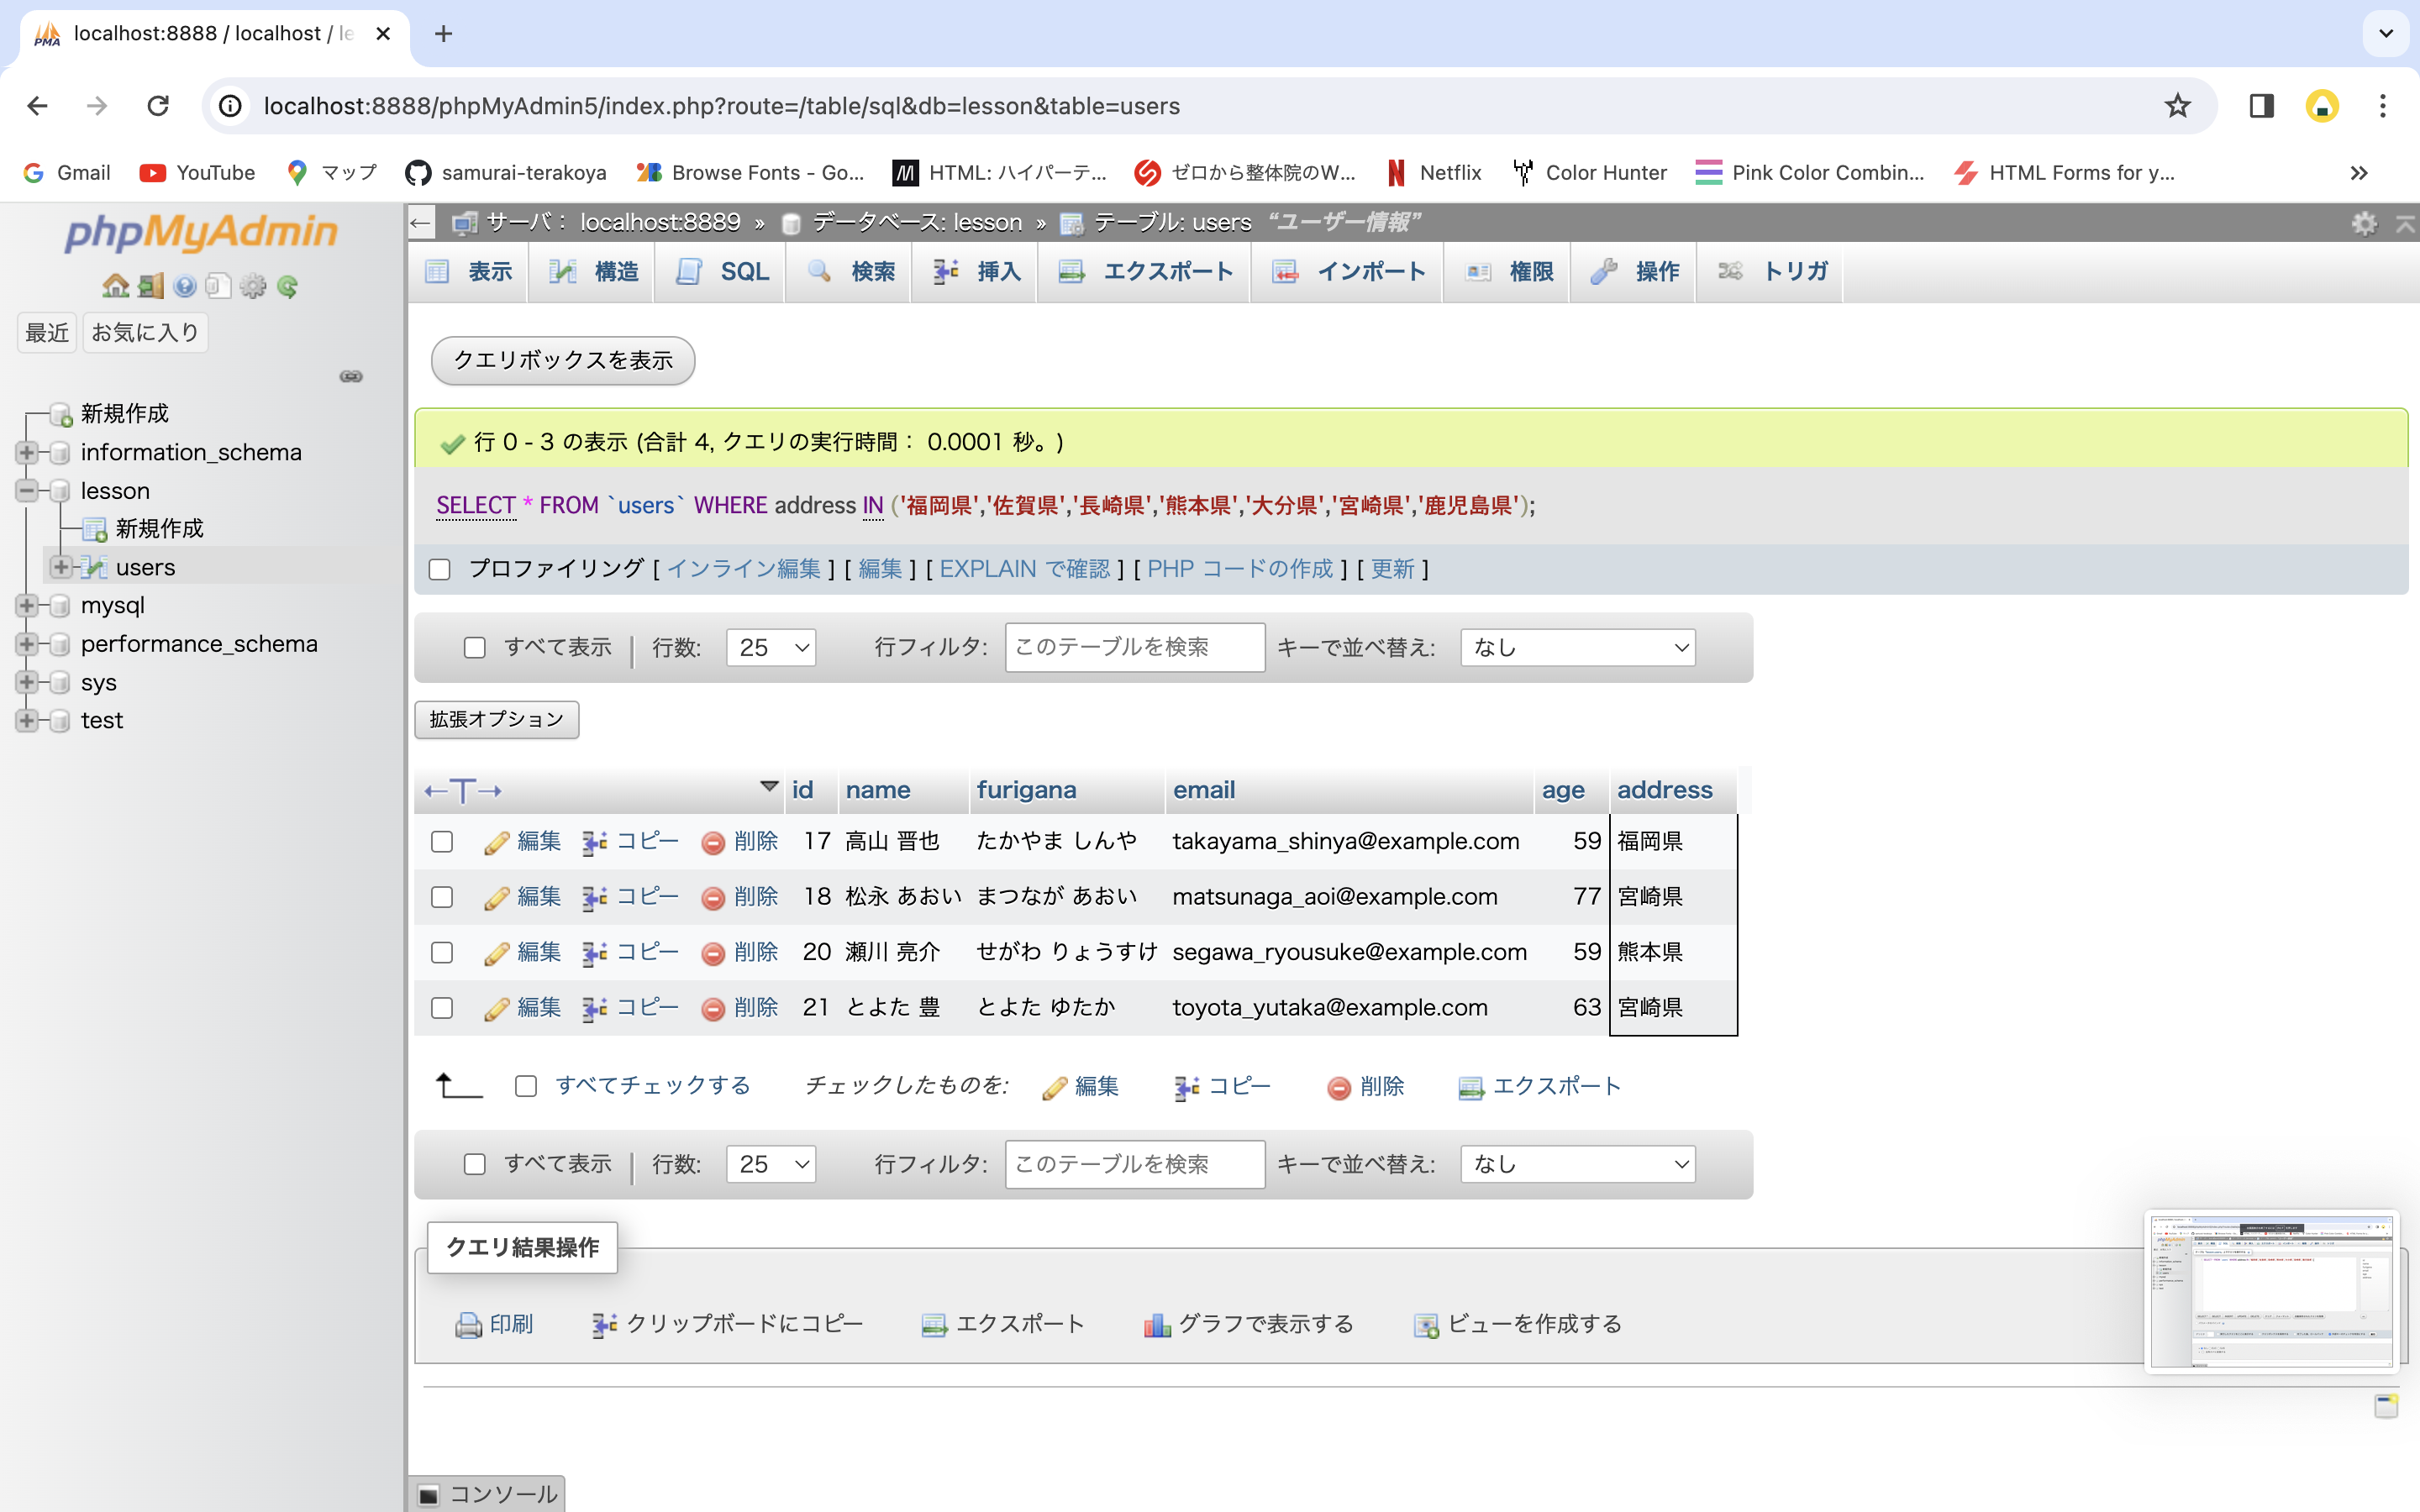 localhost:8888 / localhost / le
localhost:8888/phpMyAdmin5/index.php?route=/table/sql&db=lesson&table=users
Gmail YouTube マップ samurai-terakoya Browse Fonts - Go... HTML: ハイパーテ... ゼロから整体院のW... Netflix Color Hunter Pink Color Combin... HTML Forms for y...
phpMyAdmin
最近 お気に入り
新規作成
information_schema
lesson
新規作成
users
mysql
performance_schema
sys
test
サーバ: localhost:8889 » データベース: lesson » テーブル: users “ユーザー情報”
表示 構造 SQL 検索 挿入 エクスポート インポート 権限 操作 トリガ
クエリボックスを表示
行 0 - 3 の表示 (合計 4, クエリの実行時間: 0.0001 秒。)
SELECT * FROM `users` WHERE address IN ('福岡県','佐賀県','長崎県','熊本県','大分県','宮崎県','鹿児島県');
プロファイリング [ インライン編集 ] [ 編集 ] [ EXPLAIN で確認 ] [ PHP コードの作成 ] [ 更新 ]
すべて表示 | 行数: 25 行フィルタ: このテーブルを検索 キーで並べ替え: なし
拡張オプション
←T→ id name furigana email age address
編集 コピー 削除 17 高山 晋也 たかやま しんや takayama_shinya@example.com 59 福岡県
編集 コピー 削除 18 松永 あおい まつなが あおい matsunaga_aoi@example.com 77 宮崎県
編集 コピー 削除 20 瀬川 亮介 せがわ りょうすけ segawa_ryousuke@example.com 59 熊本県
編集 コピー 削除 21 とよた 豊 とよた ゆたか toyota_yutaka@example.com 63 宮崎県
すべてチェックする チェックしたものを: 編集 コピー 削除 エクスポート
すべて表示 | 行数: 25 行フィルタ: このテーブルを検索 キーで並べ替え: なし
クエリ結果操作
印刷 クリップボードにコピー エクスポート グラフで表示する ビューを作成する
コンソール